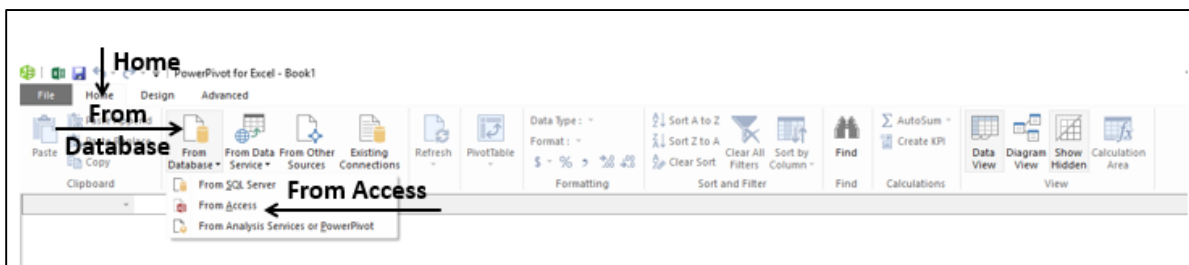 Home
PowerPivot for Excel - Book1
File Home Design Advanced
From
Database
Paste
Copy
Clipboard
From Database
From Data Service
From Other Sources
Existing Connections
Refresh
PivotTable
Data Type :
Format :
$ % , .00 .00
Formatting
Sort A to Z
Sort Z to A
Clear Sort
Clear All Filters
Sort by Column
Sort and Filter
Find
Find
AutoSum
Create KPI
Calculations
Data View
Diagram View
Show Hidden
Calculation Area
View
From SQL Server
From Access
From Access
From Analysis Services or PowerPivot